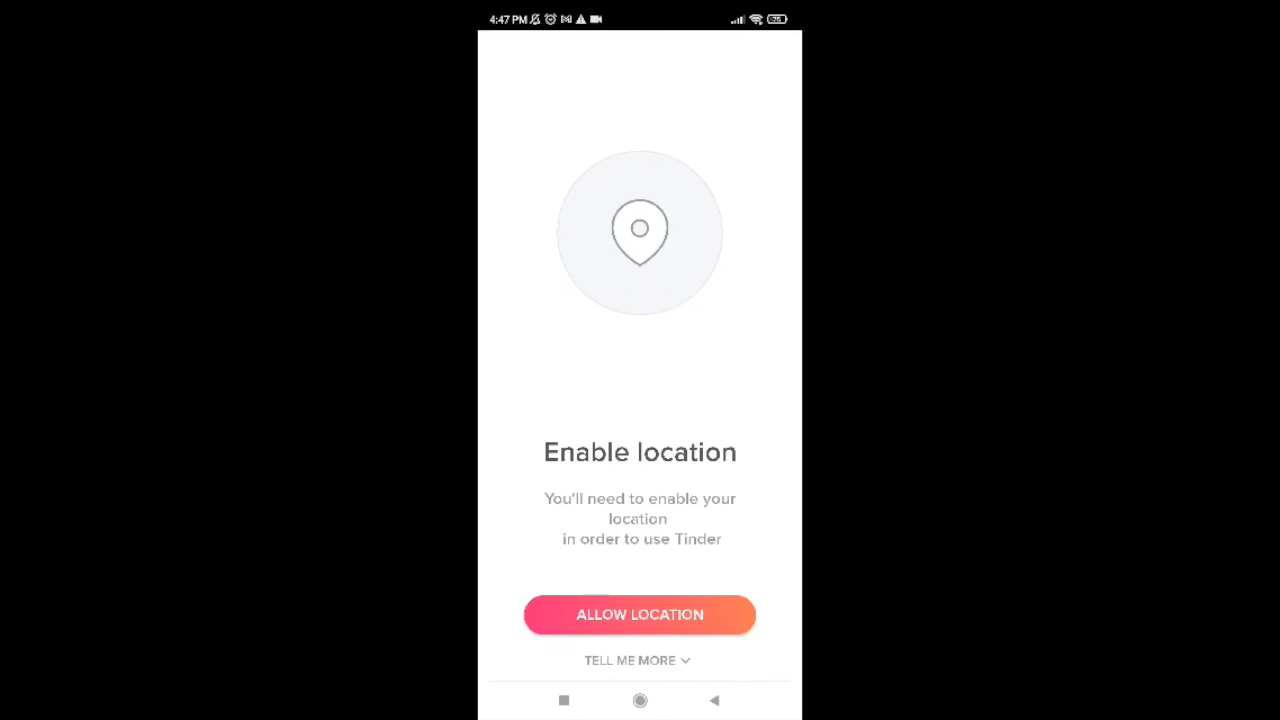 4:47 PM
75
Enable location
You'll need to enable your
location
in order to use Tinder
ALLOW LOCATION
TELL ME MORE